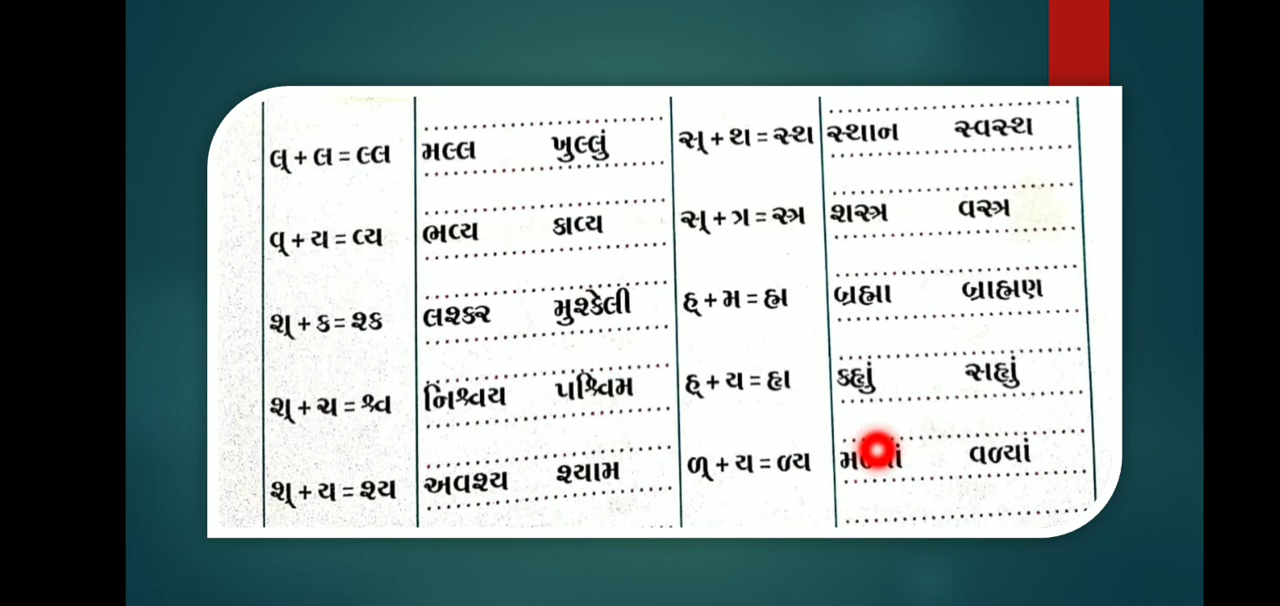 લ્ + લ = લ્લ મલ્લ ખુલ્લું સ્ + થ = સ્થ સ્થાન સ્વસ્થ
વ્ + ય = વ્ય ભવ્ય કાવ્ય સ્ + ત્ર = સ્ત્ર શસ્ત્ર વસ્ત્ર
શ્ + ક = શ્ક લશ્કર મુશ્કેલી હ્ + મ = હ્મ બ્રહ્મા બ્રાહ્મણ
શ્ + ચ = શ્ચ નિશ્ચય પશ્ચિમ હ્ + ય = હ્ય કહ્યું સહ્યું
શ્ + ય = શ્ય અવશ્ય શ્યામ ળ્ + ય = ળ્ય વળ્યાં